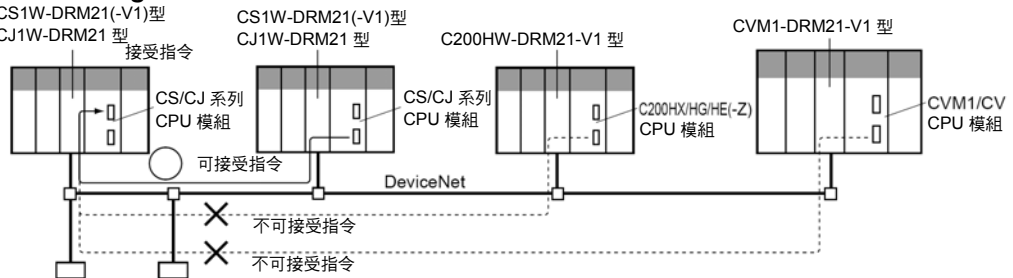 CS1W-DRM21(-V1)型
CJ1W-DRM21 型
接受指令
CS1W-DRM21(-V1)型
CJ1W-DRM21 型
C200HW-DRM21-V1 型
CVM1-DRM21-V1 型
CS/CJ 系列
CPU 模組
CS/CJ 系列
CPU 模組
C200HX/HG/HE(-Z)
CPU 模組
CVM1/CV
CPU 模組
可接受指令
DeviceNet
不可接受指令
不可接受指令